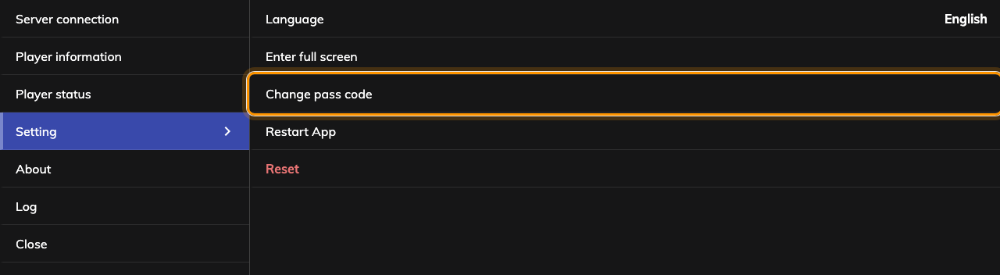 Server connection
Player information
Player status
Setting
About
Log
Close
Language English
Enter full screen
Change pass code
Restart App
Reset